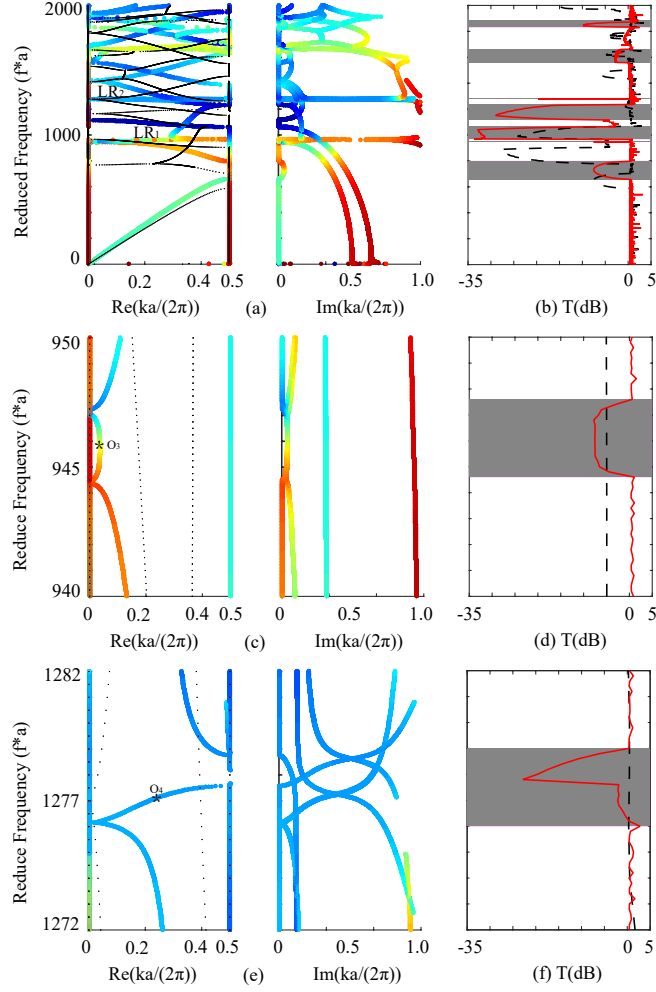 2000
1000
0
Reduced Frequency (f*a)
LR2
LR1
0 0.2 0.4 0.5
Re(ka/(2π))
(a)
0 0.5 1.0
Im(ka/(2π))
-35 0 5
(b) T(dB)
950
945
940
Reduce Frequency (f*a)
* O3
0 0.2 0.4 0.5
Re(ka/(2π))
(c)
0 0.5 1.0
Im(ka/(2π))
-35 0 5
(d) T(dB)
1282
1277
1272
Reduce Frequency (f*a)
O4
*
0 0.2 0.4 0.5
Re(ka/(2π))
(e)
0 0.5 1.0
Im(ka/(2π))
-35 0 5
(f) T(dB)